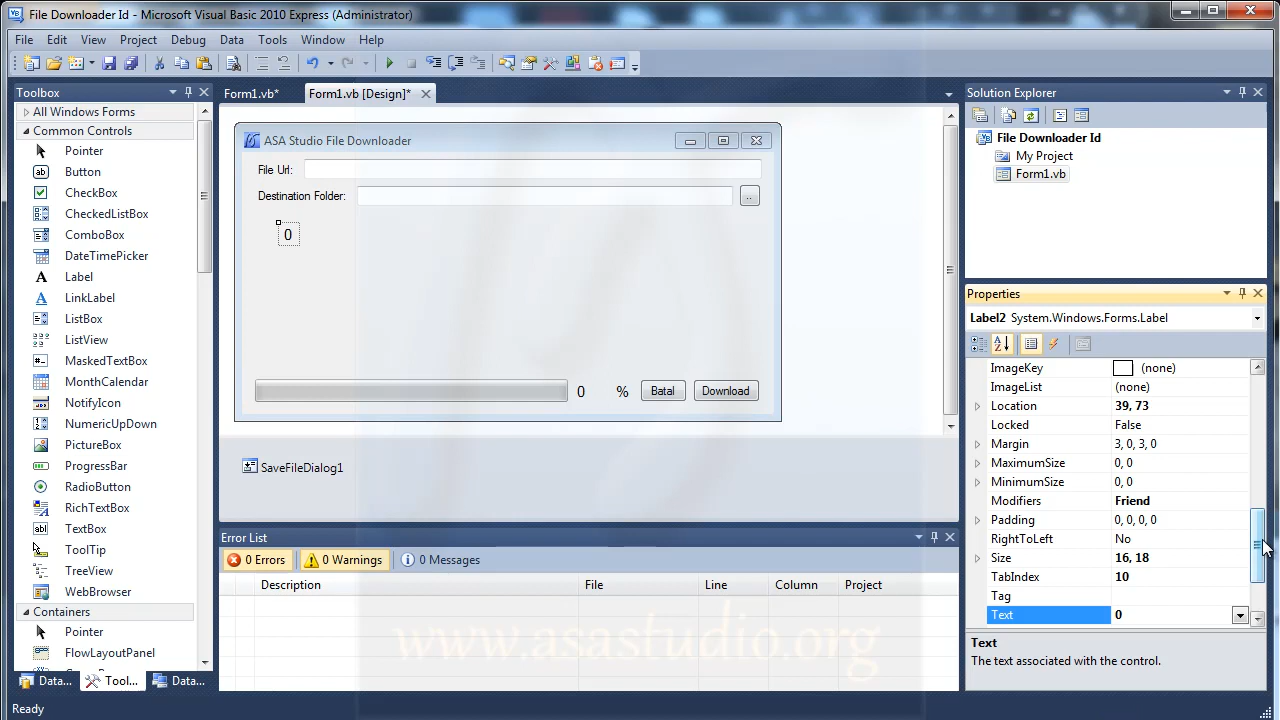 File Downloader Id - Microsoft Visual Basic 2010 Express (Administrator)
File Edit View Project Debug Data Tools Window Help
Toolbox
All Windows Forms
Common Controls
Pointer
Button
CheckBox
CheckedListBox
ComboBox
DateTimePicker
Label
LinkLabel
ListBox
ListView
MaskedTextBox
MonthCalendar
NotifyIcon
NumericUpDown
PictureBox
ProgressBar
RadioButton
RichTextBox
TextBox
ToolTip
TreeView
WebBrowser
Containers
Pointer
FlowLayoutPanel
Data... Tool... Data...
Form1.vb* Form1.vb [Design]*
ASA Studio File Downloader
File Url:
Destination Folder: ..
0
0 % Batal Download
SaveFileDialog1
Error List
0 Errors 0 Warnings 0 Messages
Description File Line Column Project
www.asastudio.org
Solution Explorer
File Downloader Id
My Project
Form1.vb
Properties
Label2 System.Windows.Forms.Label
ImageKey (none)
ImageList (none)
Location 39, 73
Locked False
Margin 3, 0, 3, 0
MaximumSize 0, 0
MinimumSize 0, 0
Modifiers Friend
Padding 0, 0, 0, 0
RightToLeft No
Size 16, 18
TabIndex 10
Tag
Text 0
Text
The text associated with the control.
Ready